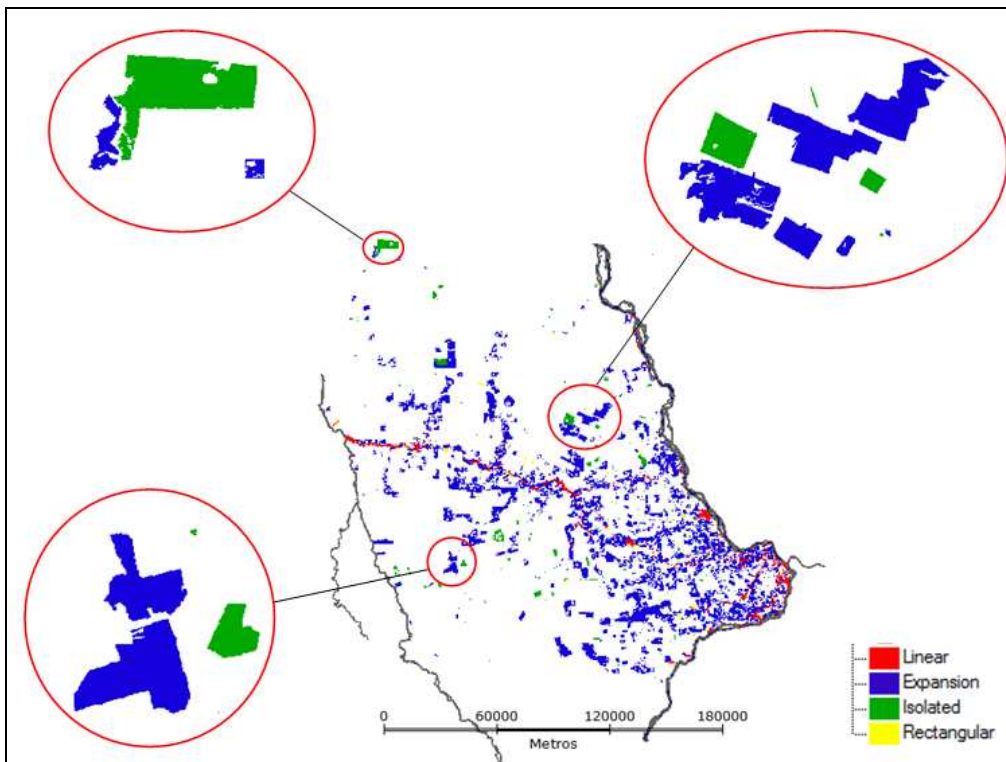 Linear
Expansion
Isolated
Rectangular
0 60000 120000 180000
Metros